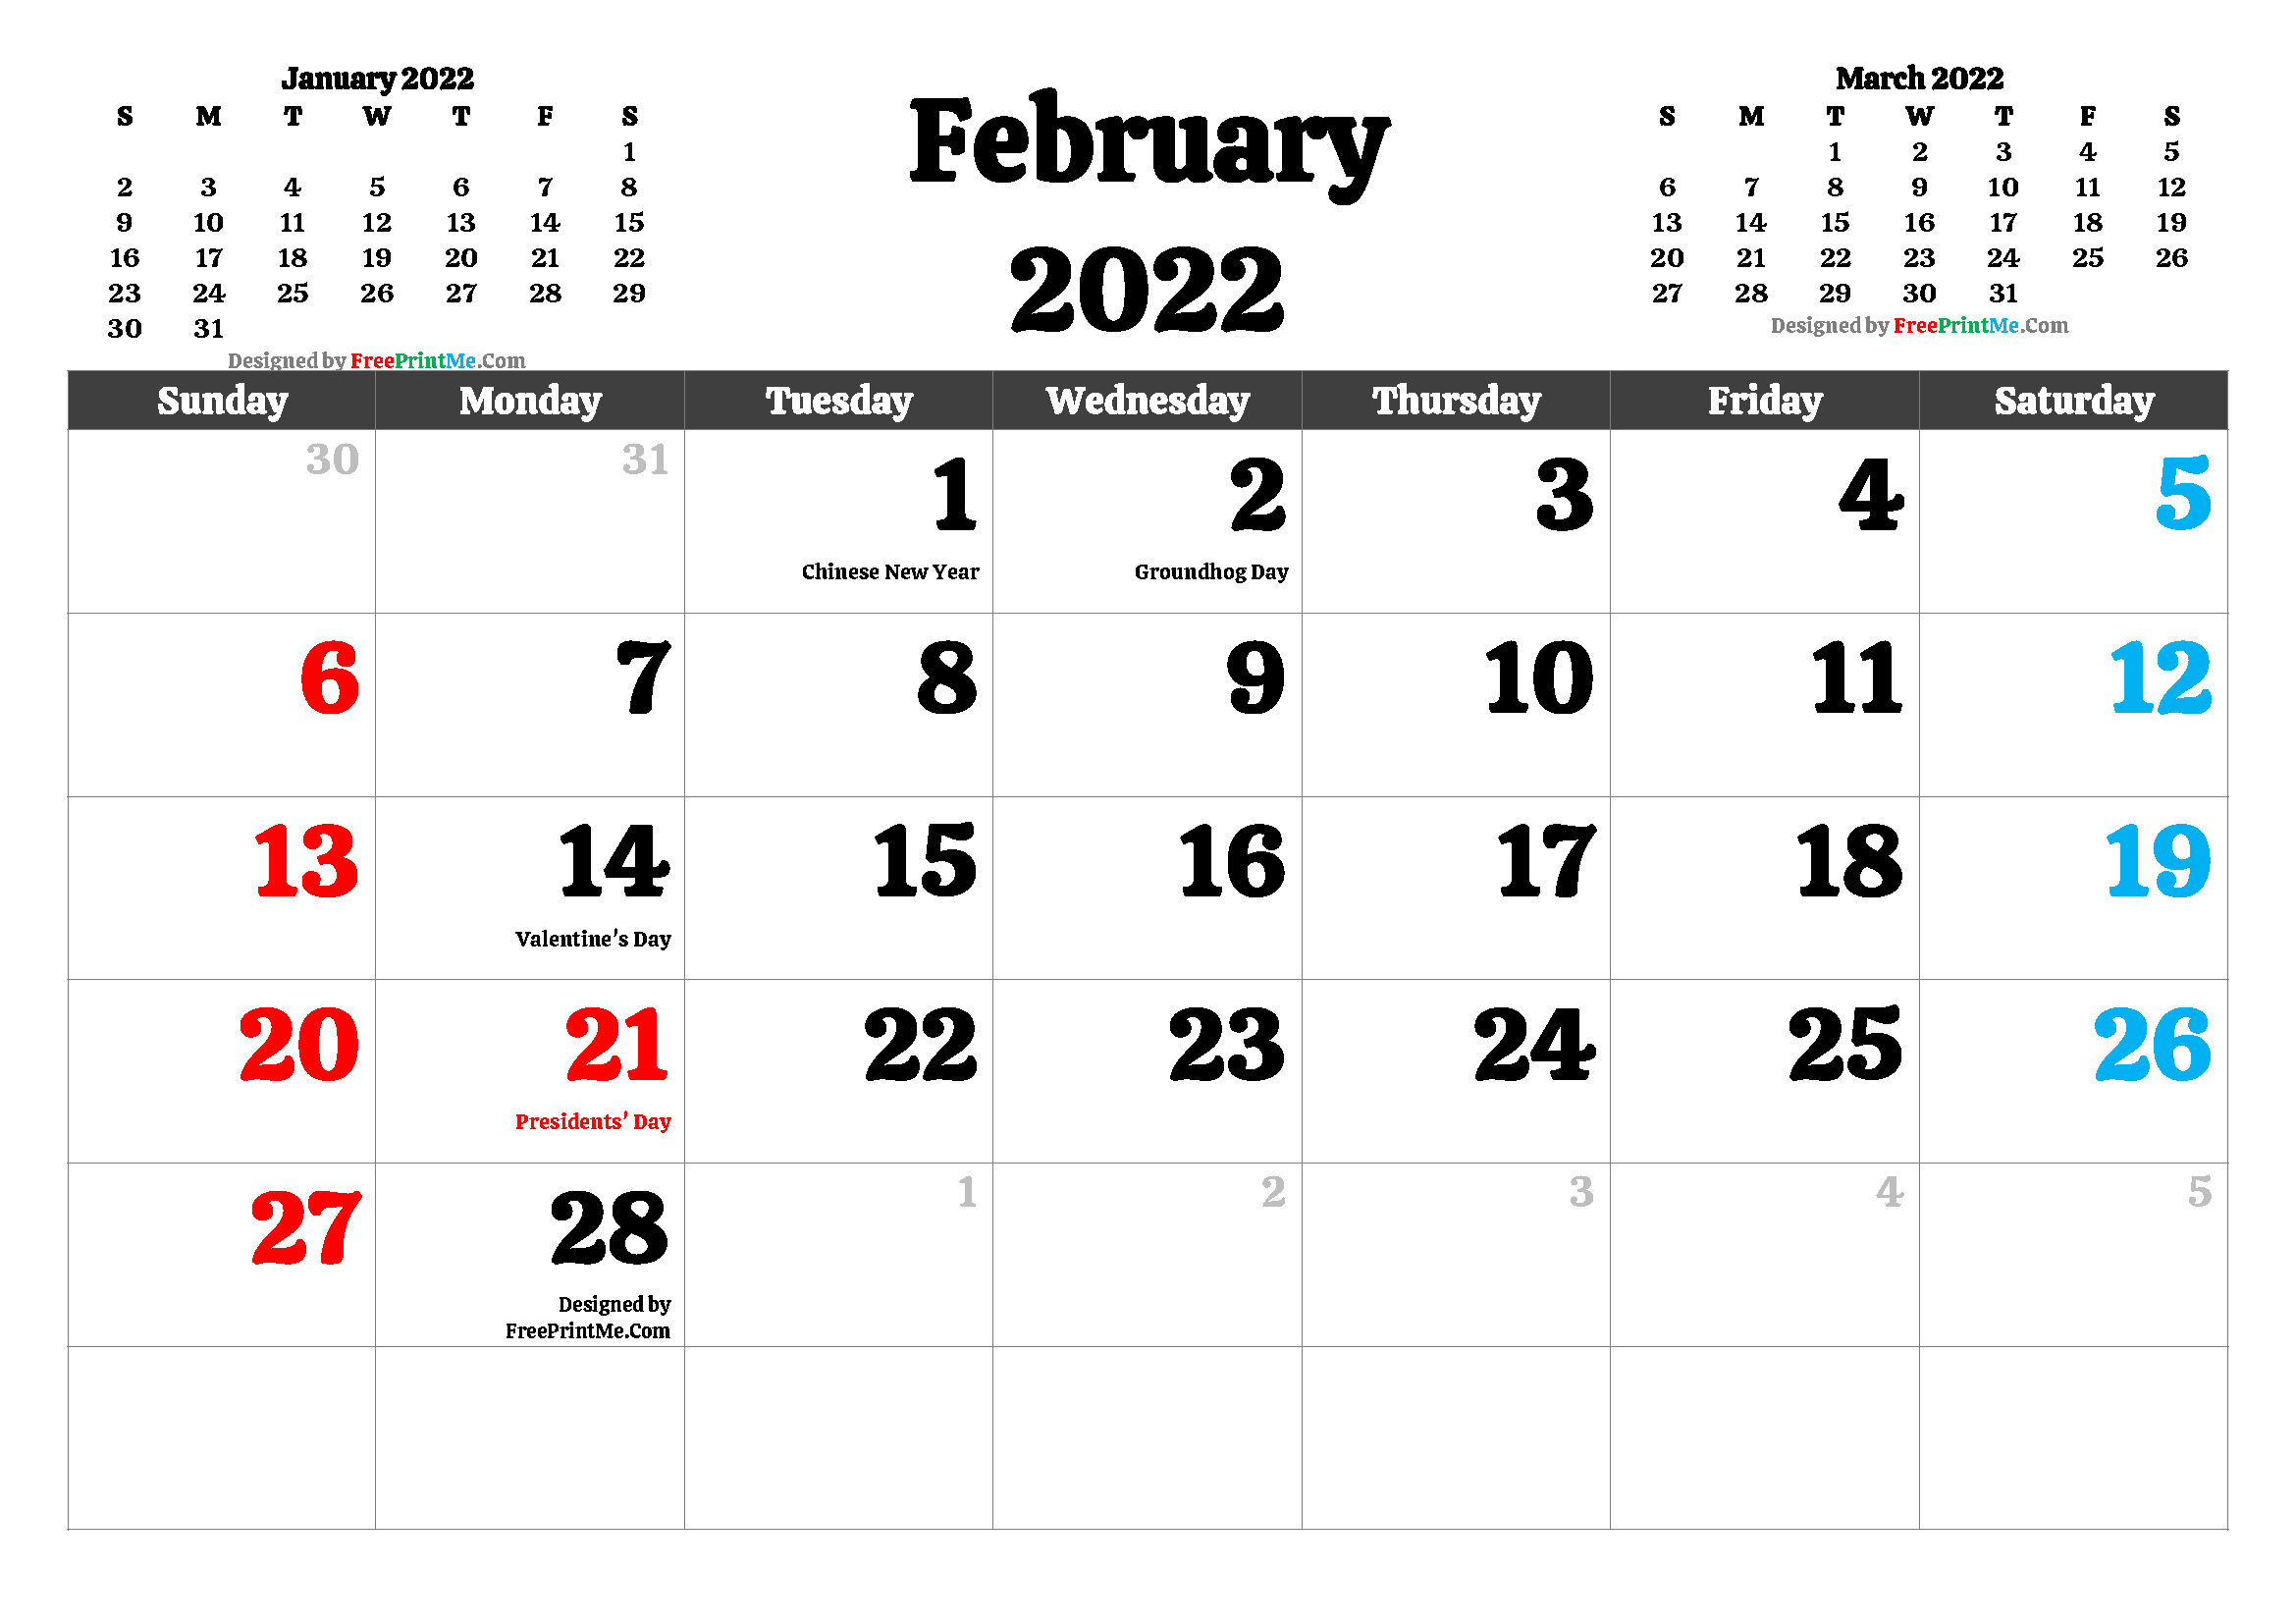 January 2022
S M T W T F S
1
2 3 4 5 6 7 8
9 10 11 12 13 14 15
16 17 18 19 20 21 22
23 24 25 26 27 28 29
30 31
Designed by FreePrintMe.Com
February
2022
March 2022
S M T W T F S
1 2 3 4 5
6 7 8 9 10 11 12
13 14 15 16 17 18 19
20 21 22 23 24 25 26
27 28 29 30 31
Designed by FreePrintMe.Com
Sunday Monday Tuesday Wednesday Thursday Friday Saturday
30 31 1 2 3 4 5
Chinese New Year Groundhog Day
6 7 8 9 10 11 12
13 14 15 16 17 18 19
Valentine's Day
20 21 22 23 24 25 26
Presidents' Day
27 28 1 2 3 4 5
Designed by
FreePrintMe.Com